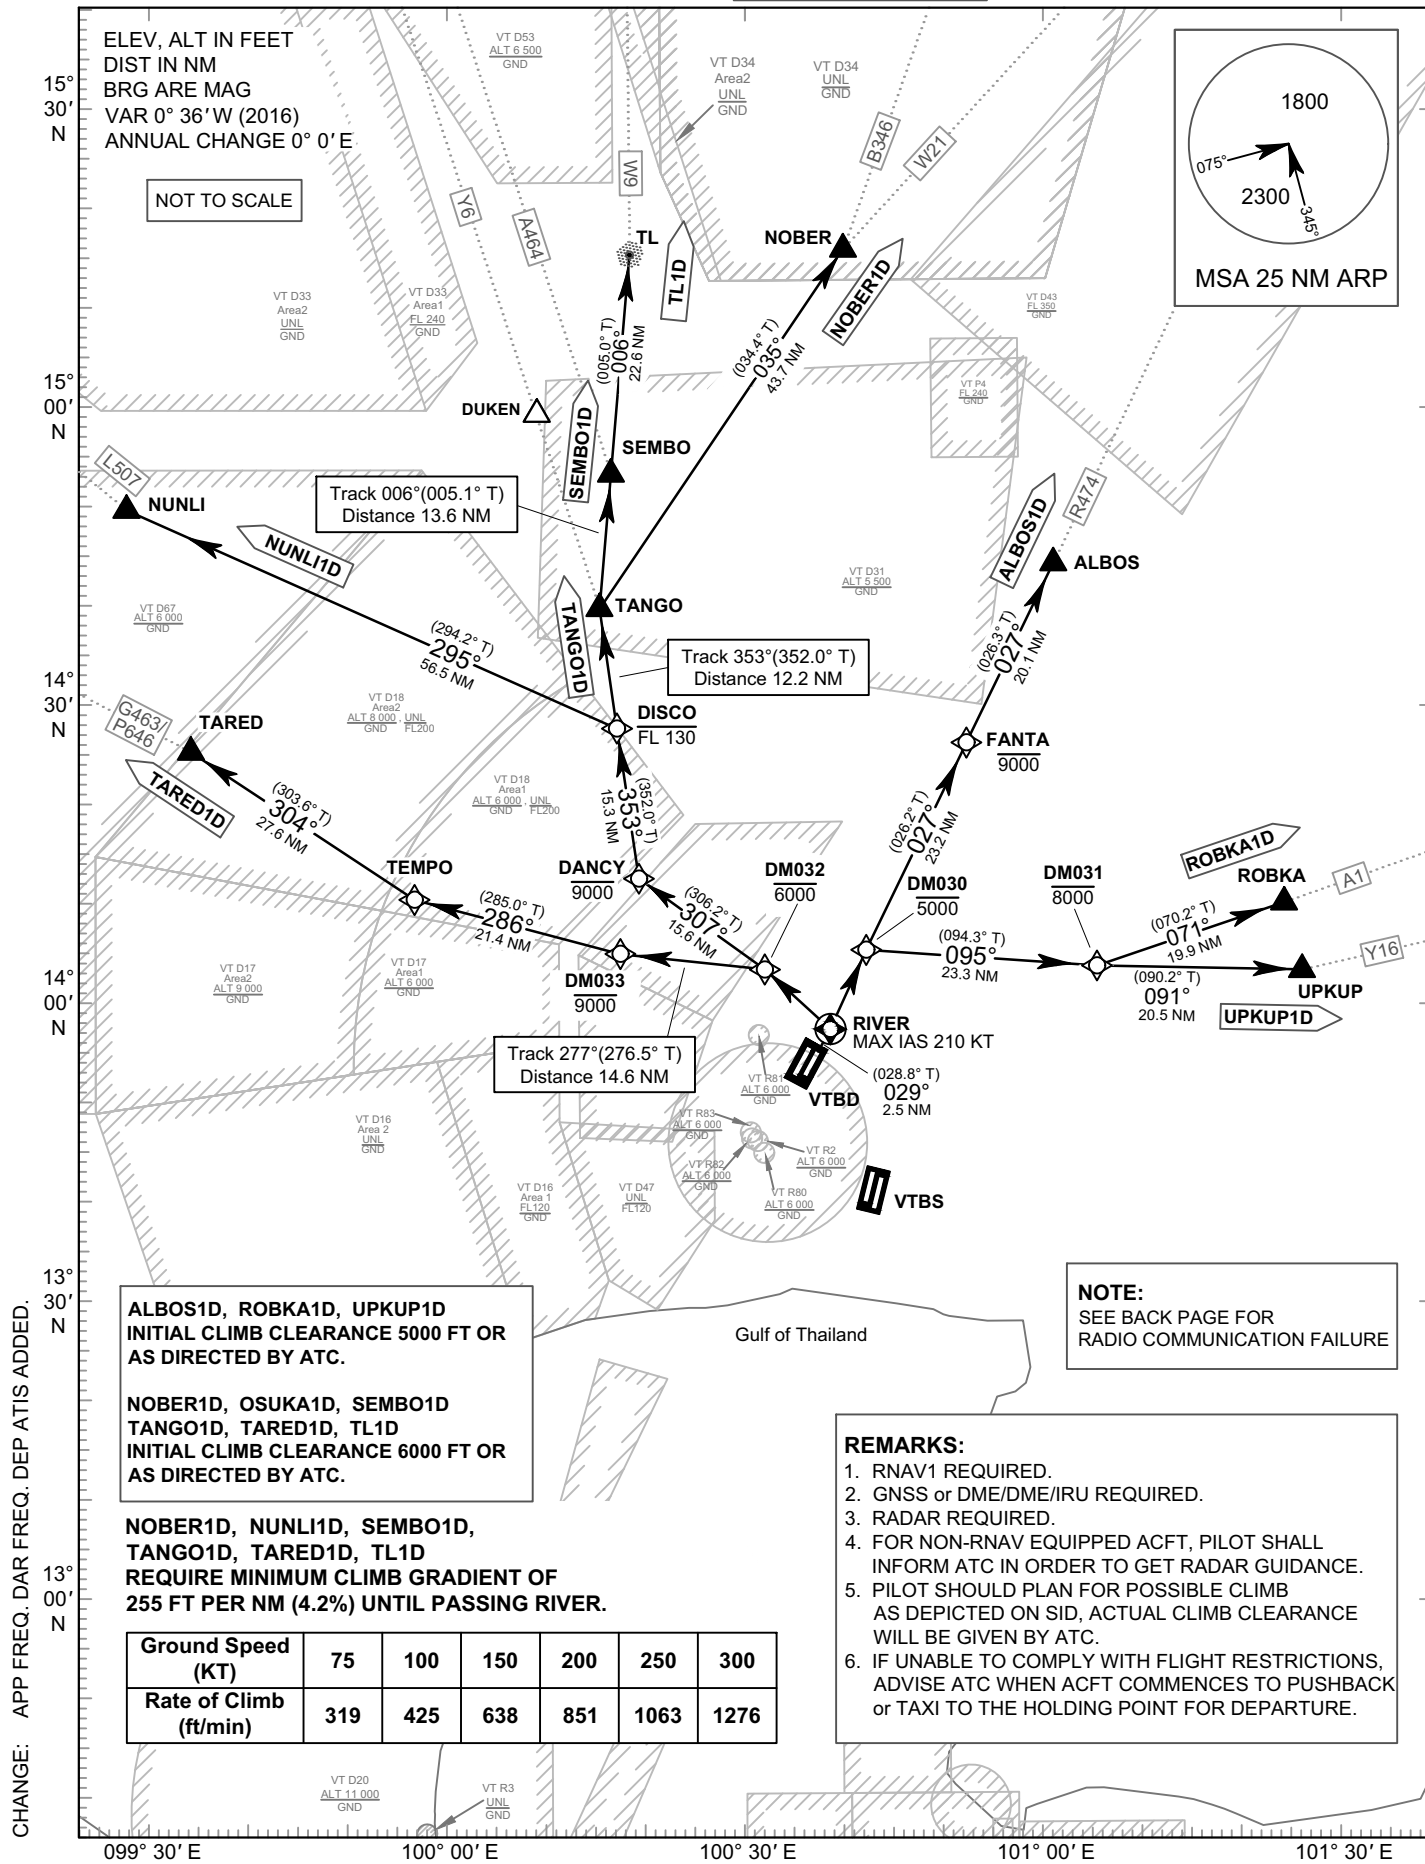 ELEV, ALT IN FEET
DIST IN NM
BRG ARE MAG
VAR 0° 36′ W (2016)
ANNUAL CHANGE 0° 0′ E
NOT TO SCALE
15°
30′
N
15°
00′
N
14°
30′
N
14°
00′
N
13°
30′
N
13°
00′
N
VT D53
ALT 6 500
GND
VT D34
Area2
UNL
GND
VT D34
UNL
GND
1800
075°
2300
345°
MSA 25 NM ARP
Y6
A464
W9
B346
W21
TL
TL1D
NOBER
NOBER1D
VT D33
Area2
UNL
GND
VT D33
Area1
FL 240
GND
VT D43
FL 350
GND
(005.0° T)
006°
22.6 NM
(034.4° T)
035°
43.7 NM
VT P4
FL 240
GND
DUKEN
SEMBO1D
SEMBO
L507
NUNLI
NUNLI1D
Track 006°(005.1° T)
Distance 13.6 NM
R474
ALBOS1D
ALBOS
VT D31
ALT 5 500
GND
VT D67
ALT 6 000
GND
TANGO1D
TANGO
(294.2° T)
295°
56.5 NM
Track 353°(352.0° T)
Distance 12.2 NM
(026.3° T)
027°
20.1 NM
G463/
P646
TARED
TARED1D
VT D18
Area2
ALT 8 000 , UNL
GND FL200
DISCO
FL 130
FANTA
9000
VT D18
Area1
ALT 6 000 , UNL
GND FL200
(303.6° T)
304°
27.6 NM
(352.0° T)
353°
15.3 NM
(026.2° T)
027°
23.2 NM
TEMPO
DANCY
9000
DM032
6000
DM030
5000
DM031
8000
ROBKA1D
ROBKA
A1
(285.0° T)
286°
21.4 NM
(306.2° T)
307°
15.6 NM
(094.3° T)
095°
23.3 NM
(070.2° T)
071°
19.9 NM
Y16
(090.2° T)
091°
20.5 NM
UPKUP
UPKUP1D
VT D17
Area2
ALT 9 000
GND
VT D17
Area1
ALT 6 000
GND
DM033
9000
Track 277°(276.5° T)
Distance 14.6 NM
RIVER
MAX IAS 210 KT
(028.8° T)
029°
2.5 NM
VTBD
VT R81
ALT 6 000
GND
VT R83
ALT 6 000
GND
VT R82
ALT 6 000
GND
VT R2
ALT 6 000
GND
VT R80
ALT 6 000
GND
VTBS
VT D16
Area 2
UNL
GND
VT D16
Area 1
FL120
GND
VT D47
UNL
FL120
Gulf of Thailand
ALBOS1D, ROBKA1D, UPKUP1D
INITIAL CLIMB CLEARANCE 5000 FT OR
AS DIRECTED BY ATC.
NOBER1D, OSUKA1D, SEMBO1D
TANGO1D, TARED1D, TL1D
INITIAL CLIMB CLEARANCE 6000 FT OR
AS DIRECTED BY ATC.
NOTE:
SEE BACK PAGE FOR
RADIO COMMUNICATION FAILURE
NOBER1D, NUNLI1D, SEMBO1D,
TANGO1D, TARED1D, TL1D
REQUIRE MINIMUM CLIMB GRADIENT OF
255 FT PER NM (4.2%) UNTIL PASSING RIVER.
Ground Speed (KT) 75 100 150 200 250 300
Rate of Climb (ft/min) 319 425 638 851 1063 1276
REMARKS:
1. RNAV1 REQUIRED.
2. GNSS or DME/DME/IRU REQUIRED.
3. RADAR REQUIRED.
4. FOR NON-RNAV EQUIPPED ACFT, PILOT SHALL
INFORM ATC IN ORDER TO GET RADAR GUIDANCE.
5. PILOT SHOULD PLAN FOR POSSIBLE CLIMB
AS DEPICTED ON SID, ACTUAL CLIMB CLEARANCE
WILL BE GIVEN BY ATC.
6. IF UNABLE TO COMPLY WITH FLIGHT RESTRICTIONS,
ADVISE ATC WHEN ACFT COMMENCES TO PUSHBACK
or TAXI TO THE HOLDING POINT FOR DEPARTURE.
VT D20
ALT 11 000
GND
VT R3
UNL
GND
099° 30′ E
100° 00′ E
100° 30′ E
101° 00′ E
101° 30′ E
CHANGE: APP FREQ. DAR FREQ. DEP ATIS ADDED.